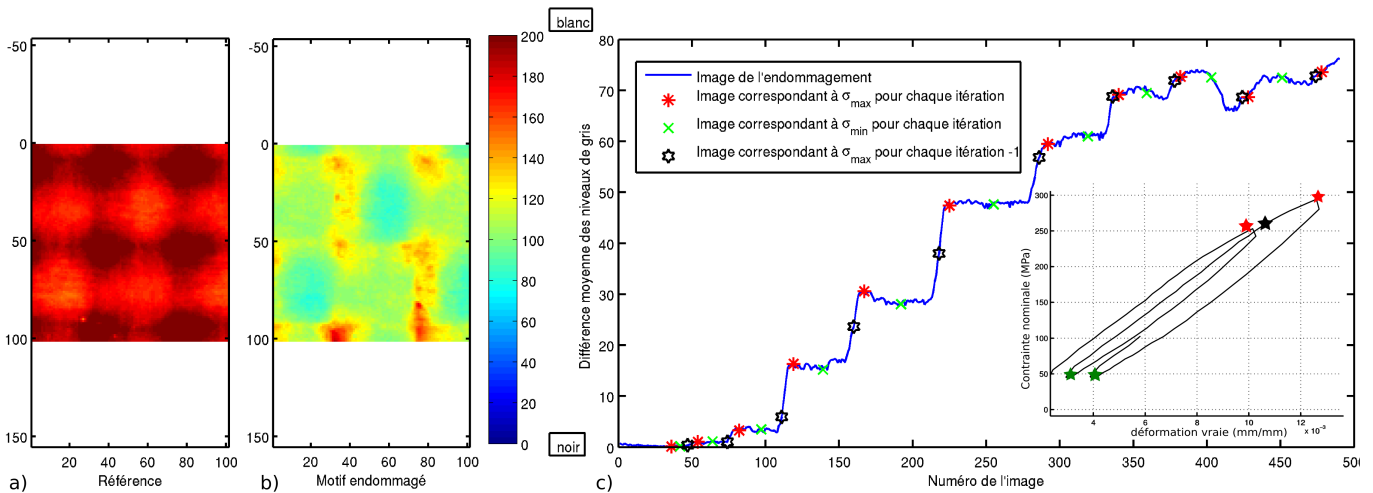 -50
0
50
100
150
20 40 60 80 100
Référence
a)
-50
0
50
100
150
20 40 60 80 100
Motif endommagé
b)
blanc
200
180
160
140
120
100
80
60
40
20
0
noir
80
70
60
50
40
30
20
10
0
Différence moyenne des niveaux de gris
Image de l'endommagement
Image correspondant à σmax pour chaque itération
Image correspondant à σmin pour chaque itération
Image correspondant à σmax pour chaque itération -1
300
250
200
150
100
50
0
Contrainte nominale (MPa)
4 6 8 10 12
déformation vraie (mm/mm) x 10⁻³
0 50 100 150 200 250 300 350 400 450 500
Numéro de l'image
c)